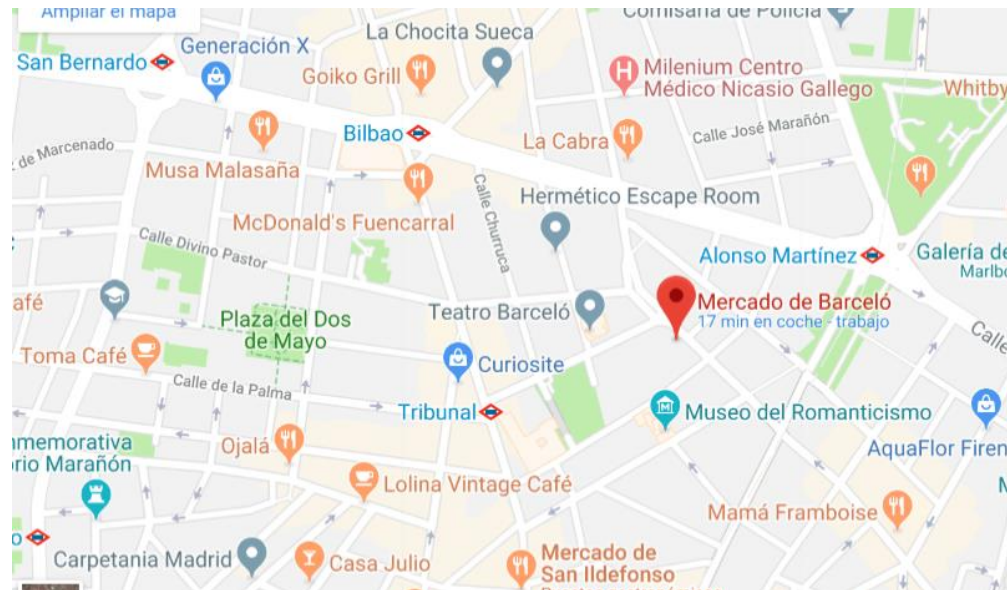 Ampliar el mapa
Comisaría de Policía
La Chocita Sueca
Generación X
San Bernardo
Goiko Grill
Milenium Centro
Médico Nicasio Gallego
Whitby
Bilbao
La Cabra
Calle José Marañón
de Marcenado
Musa Malasaña
Calle Churruca
Hermético Escape Room
McDonald's Fuencarral
Calle Divino Pastor
Alonso Martínez
Galería de
Marlbo
afé
Teatro Barceló
Mercado de Barceló
17 min en coche - trabajo
Plaza del Dos
de Mayo
Calle
Toma Café
Curiosite
Calle de la Palma
Tribunal
Museo del Romanticismo
nmemorativa
orio Marañón
Ojalá
AquaFlor Firen
Lolina Vintage Café
M
Mamá Framboise
o
Carpetania Madrid
Casa Julio
Mercado de
San Ildefonso